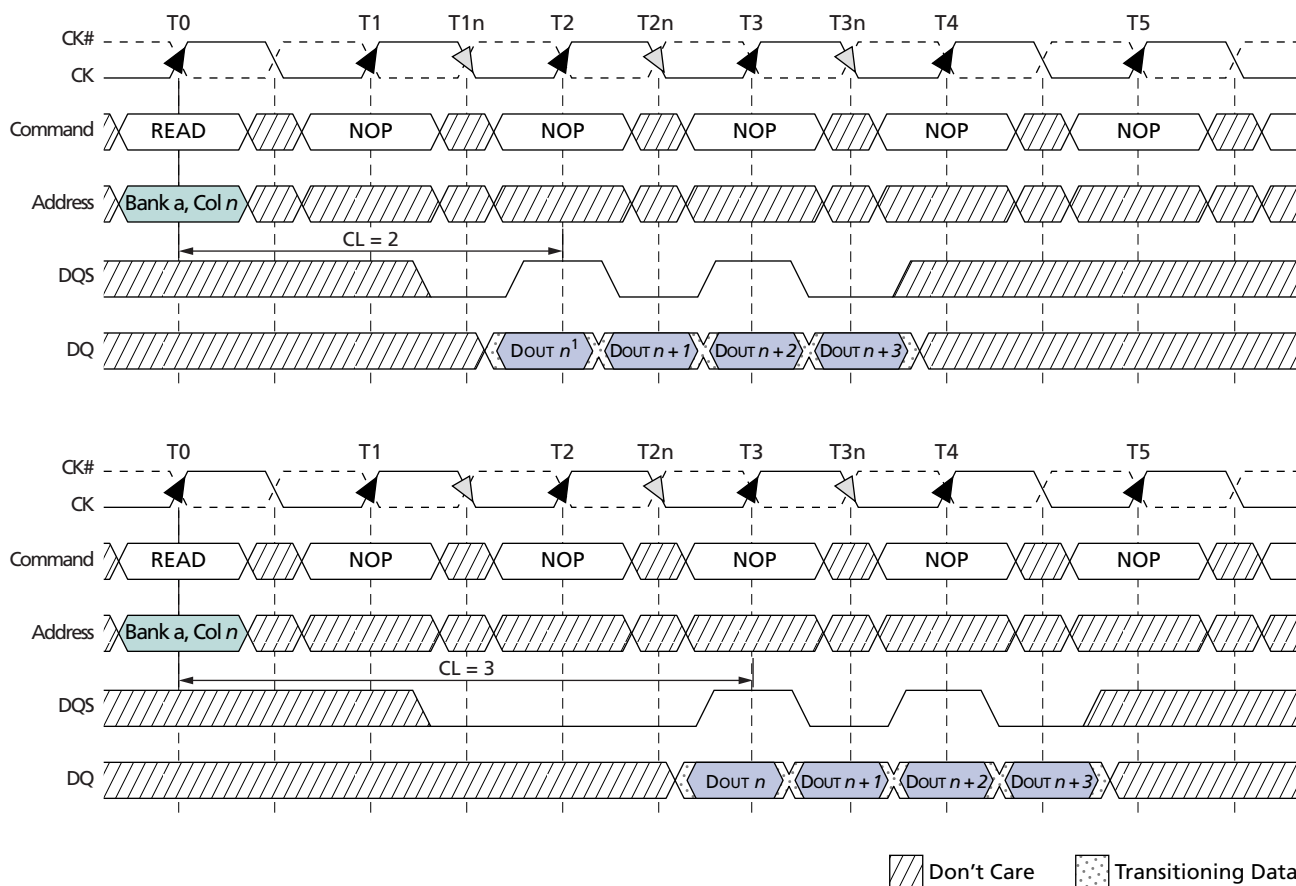 T0 T1 T1n T2 T2n T3 T3n T4 T5
CK#
CK
Command READ NOP NOP NOP NOP NOP
Address Bank a, Col n
CL = 2
DQS
DQ DOUT n1 DOUT n + 1 DOUT n + 2 DOUT n + 3
T0 T1 T2 T2n T3 T3n T4 T5
CK#
CK
Command READ NOP NOP NOP NOP NOP
Address Bank a, Col n
CL = 3
DQS
DQ DOUT n DOUT n + 1 DOUT n + 2 DOUT n + 3
Don't Care Transitioning Data